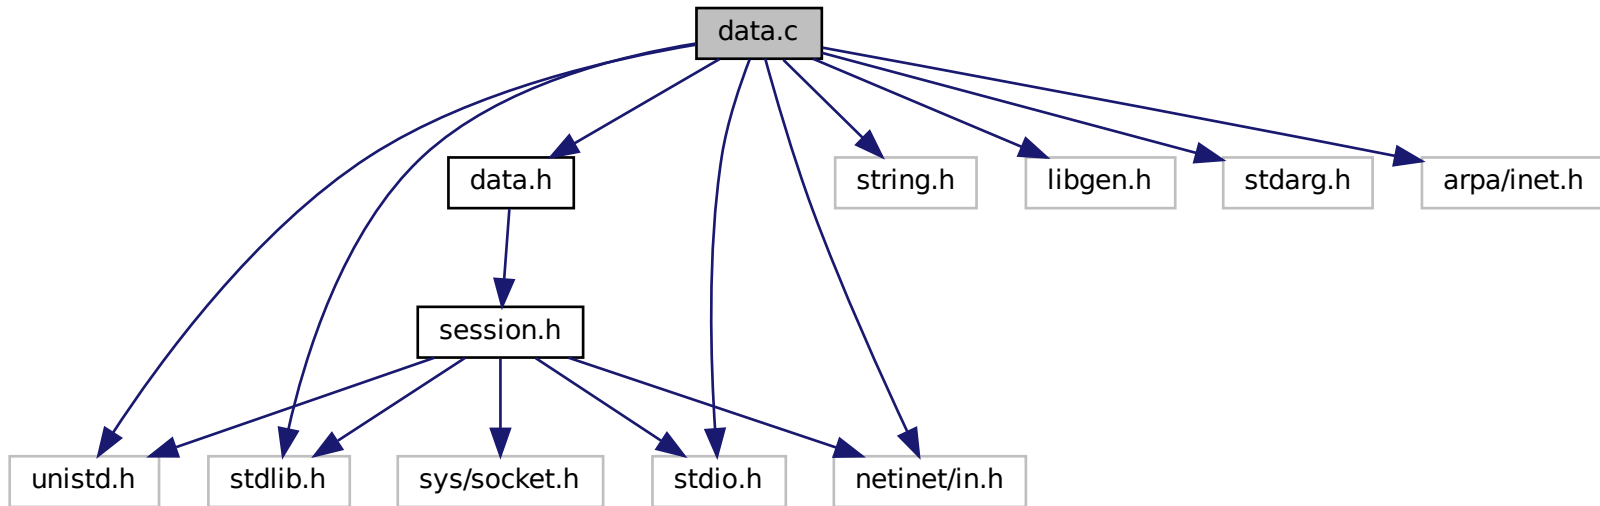 data.c
data.h
string.h
libgen.h
stdarg.h
arpa/inet.h
session.h
unistd.h
stdlib.h
sys/socket.h
stdio.h
netinet/in.h